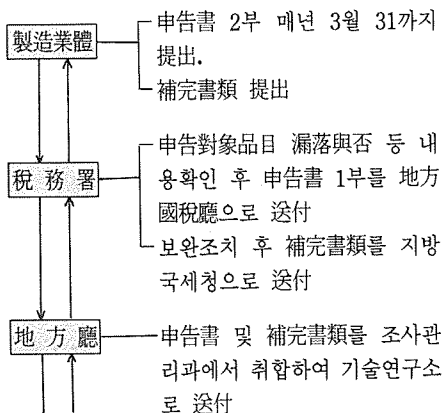 製造業體
申告書 2부 매년 3월 31까지
提出.
補完書類 提出
稅務署
申告對象品目 漏落與否 등 내
용확인 후 申告書 1부를 地方
國稅廳으로 送付
보완조치 후 補完書類를 지방
국세청으로 送付
地方廳
申告書 및 補完書類를 조사관
리과에서 취합하여 기술연구소
로 送付